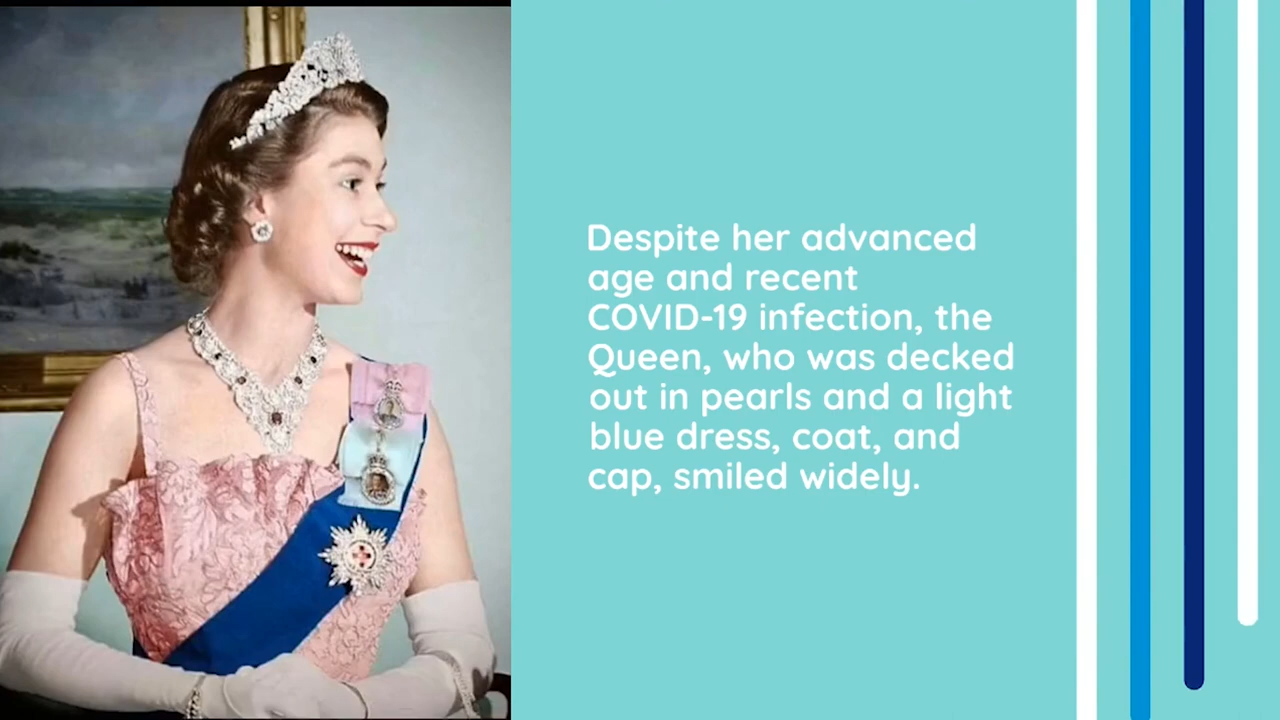 Despite her advanced
age and recent
COVID-19 infection, the
Queen, who was decked
out in pearls and a light
blue dress, coat, and
cap, smiled widely.